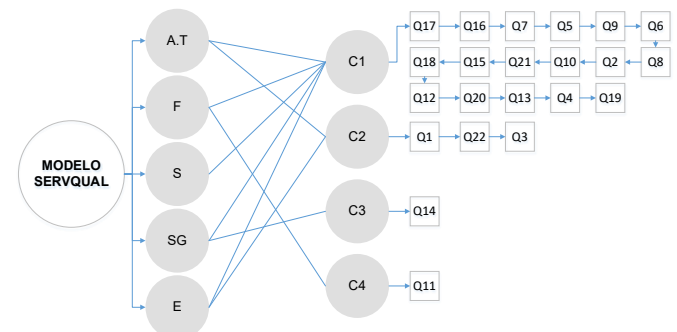 MODELO
SERVQUAL
A.T
F
S
SG
E
C1
C2
C3
C4
Q17 Q16 Q7 Q5 Q9 Q6
Q18 Q15 Q21 Q10 Q2 Q8
Q12 Q20 Q13 Q4 Q19
Q1 Q22 Q3
Q14
Q11